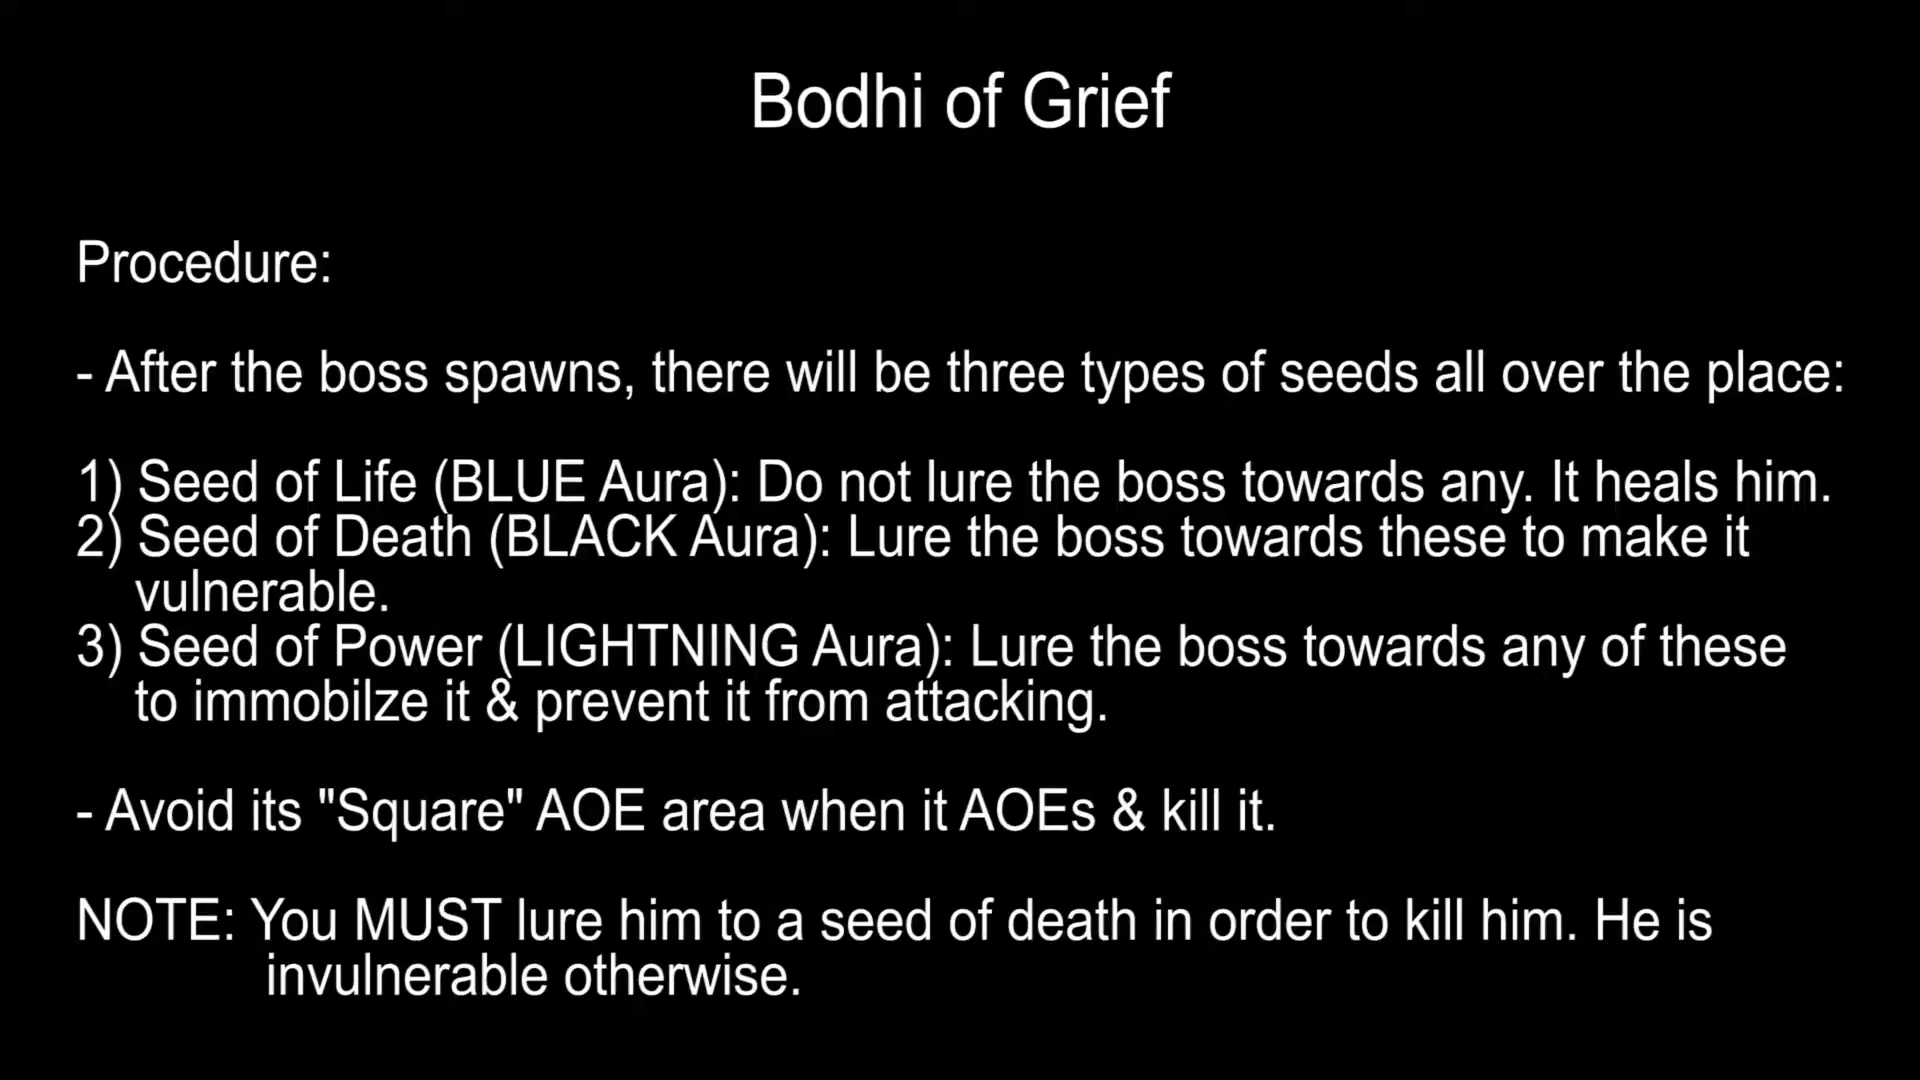 Bodhi of Grief
Procedure:
- After the boss spawns, there will be three types of seeds all over the place:
1) Seed of Life (BLUE Aura): Do not lure the boss towards any. It heals him.
2) Seed of Death (BLACK Aura): Lure the boss towards these to make it
vulnerable.
3) Seed of Power (LIGHTNING Aura): Lure the boss towards any of these
to immobilze it & prevent it from attacking.
- Avoid its "Square" AOE area when it AOEs & kill it.
NOTE: You MUST lure him to a seed of death in order to kill him. He is
invulnerable otherwise.